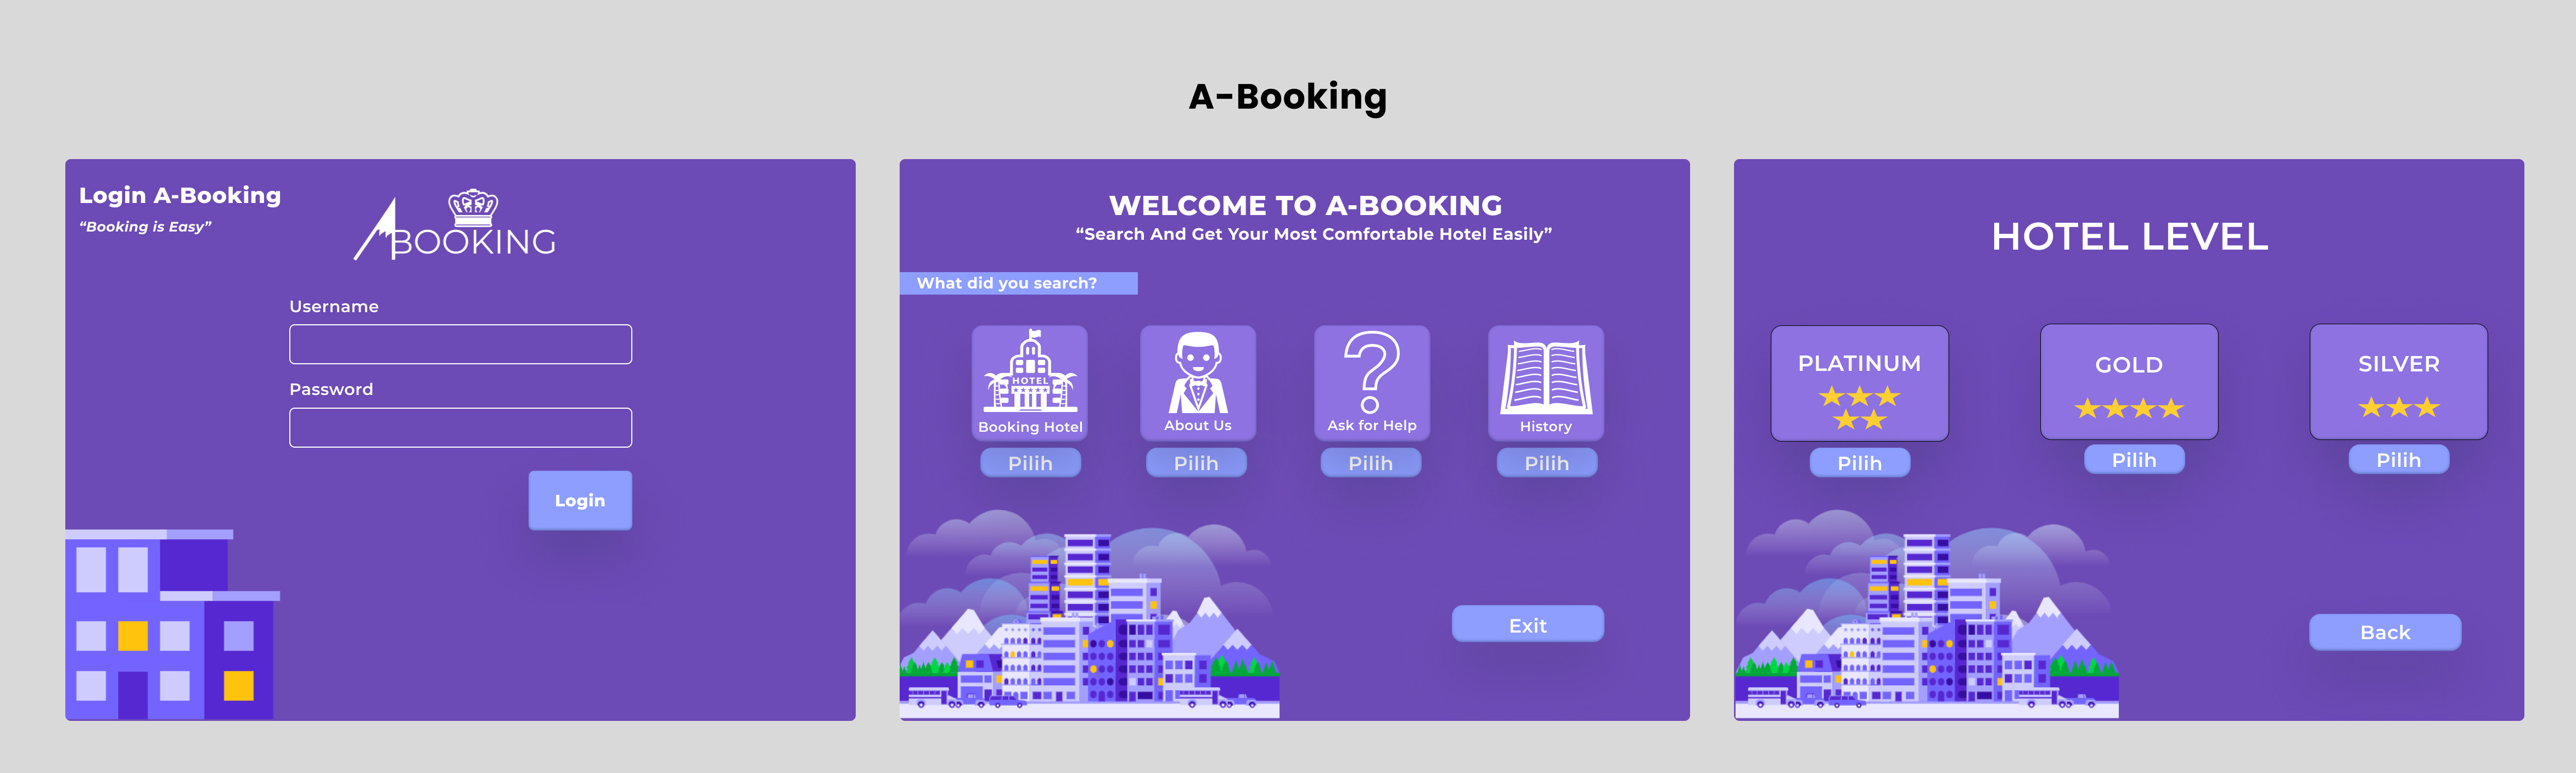 A-Booking
Login A-Booking
“Booking is Easy”
ABOOKING
Username
Password
Login
WELCOME TO A-BOOKING
“Search And Get Your Most Comfortable Hotel Easily”
What did you search?
HOTEL
Booking Hotel
About Us
Ask for Help
History
Pilih
Pilih
Pilih
Pilih
Exit
HOTEL LEVEL
PLATINUM
GOLD
SILVER
Pilih
Pilih
Pilih
Back